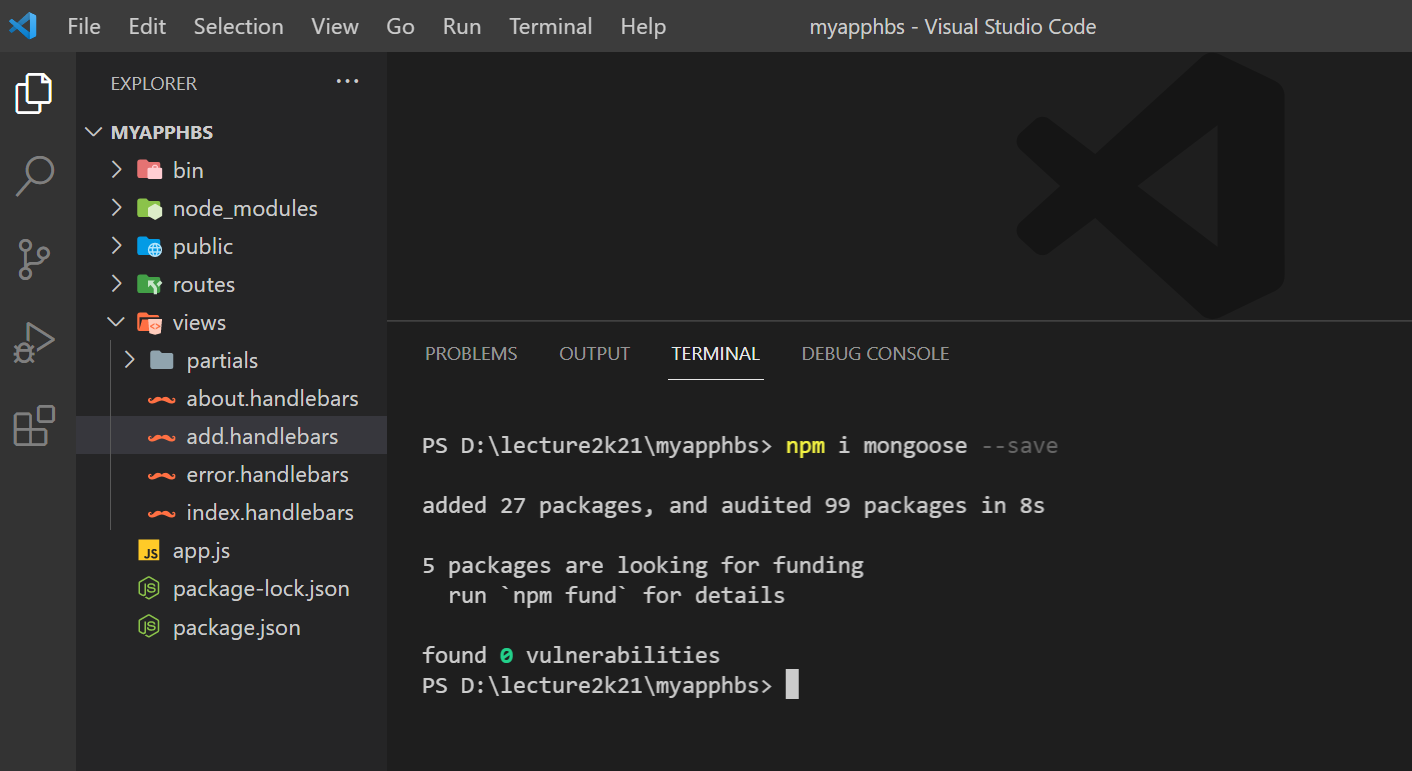 File Edit Selection View Go Run Terminal Help myapphbs - Visual Studio Code
EXPLORER ...
MYAPPHBS
bin
node_modules
public
routes
views
partials
about.handlebars
add.handlebars
error.handlebars
index.handlebars
JS app.js
JS package-lock.json
JS package.json
PROBLEMS OUTPUT TERMINAL DEBUG CONSOLE
PS D:\lecture2k21\myapphbs> npm i mongoose --save
added 27 packages, and audited 99 packages in 8s
5 packages are looking for funding
run `npm fund` for details
found 0 vulnerabilities
PS D:\lecture2k21\myapphbs>